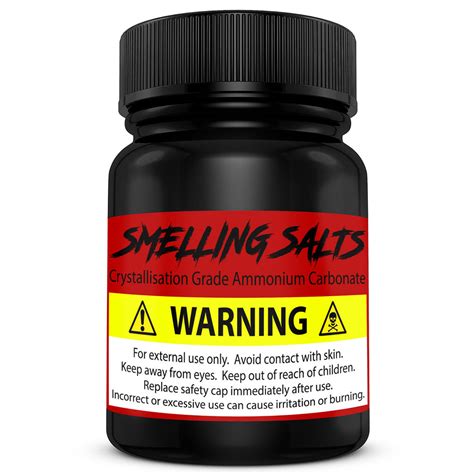 SMELLING SALTS
Crystallisation Grade Ammonium Carbonate
WARNING
For external use only. Avoid contact with skin.
Keep away from eyes. Keep out of reach of children.
Replace safety cap immediately after use.
Incorrect or excessive use can cause irritation or burning.